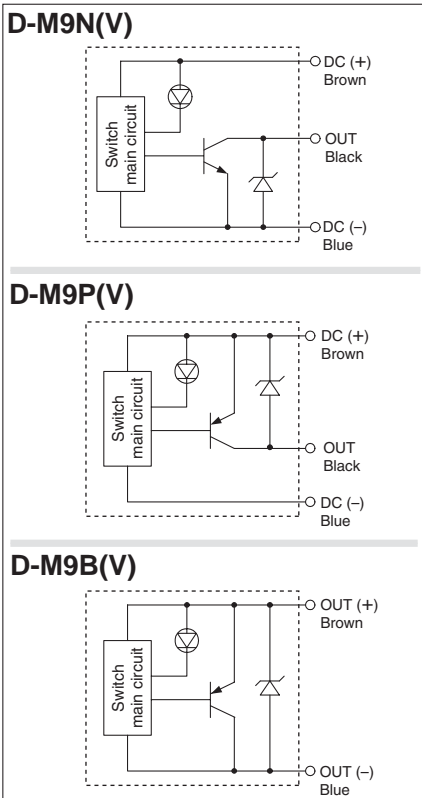 D-M9N(V)
DC (+)
Brown
Switch
main circuit
OUT
Black
DC (–)
Blue
D-M9P(V)
DC (+)
Brown
Switch
main circuit
OUT
Black
DC (–)
Blue
D-M9B(V)
OUT (+)
Brown
Switch
main circuit
OUT (–)
Blue